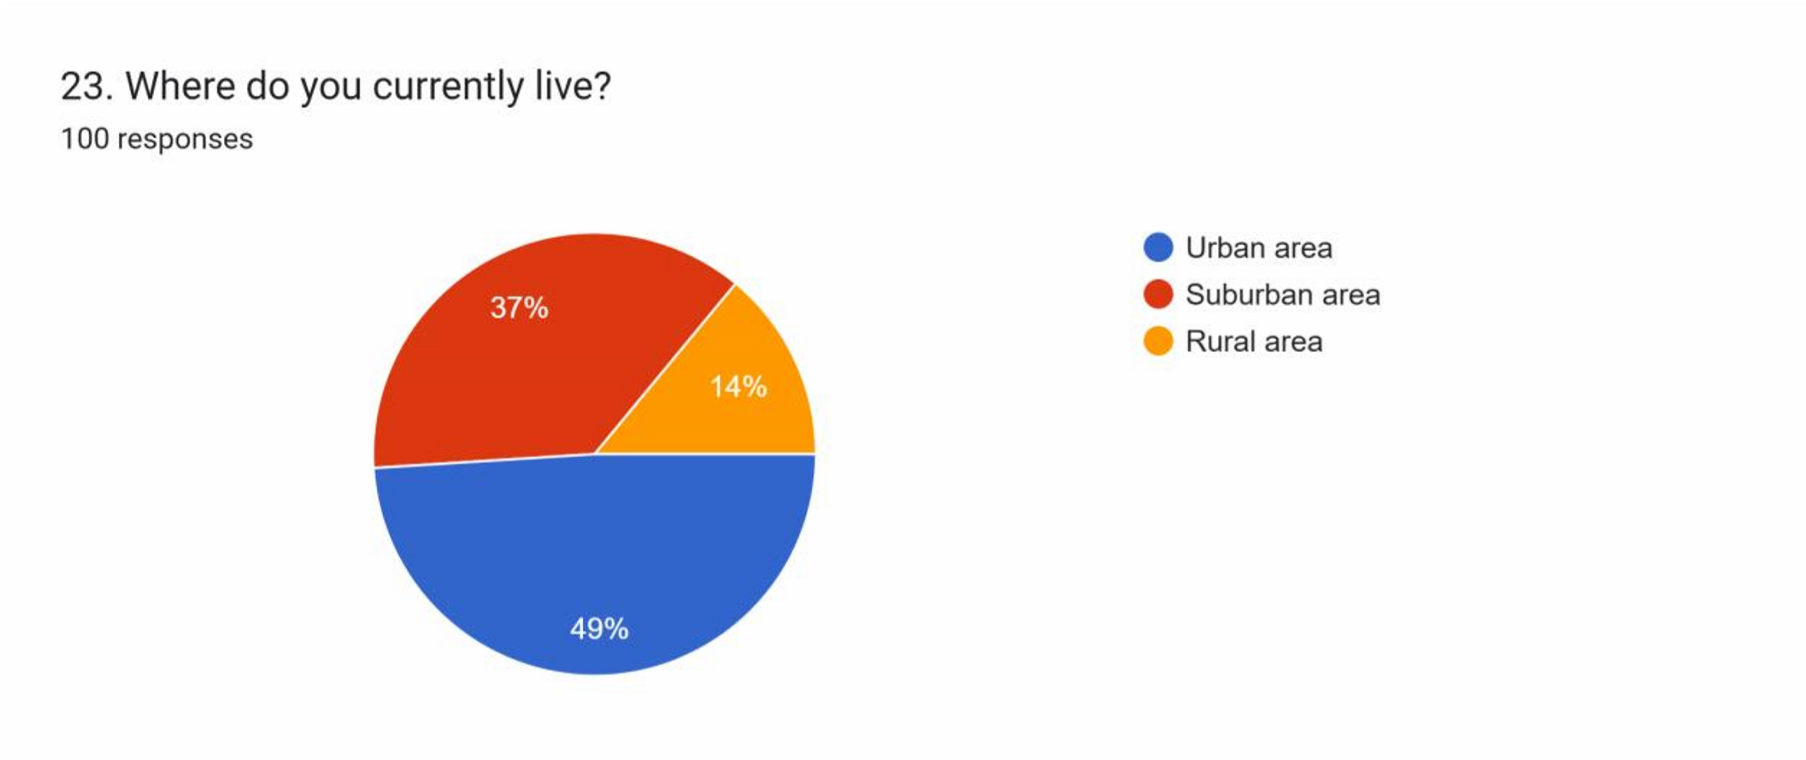 23. Where do you currently live?
100 responses
37%
14%
49%
Urban area
Suburban area
Rural area